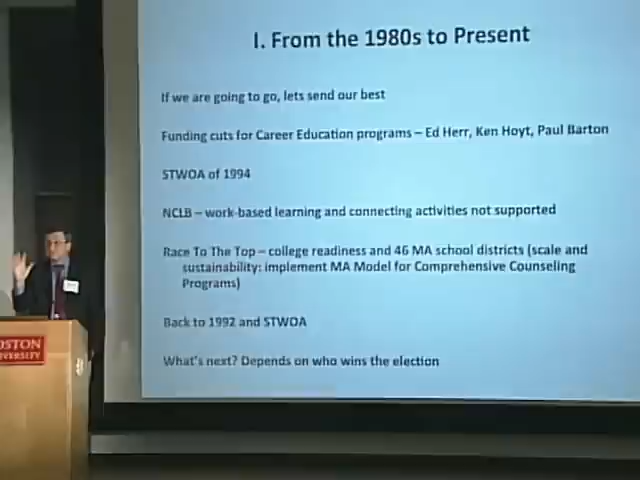 I. From the 1980s to Present
If we are going to go, lets send our best
Funding cuts for Career Education programs – Ed Herr, Ken Hoyt, Paul Barton
STWOA of 1994
NCLB – work-based learning and connecting activities not supported
Race To The Top – college readiness and 46 MA school districts (scale and
sustainability: implement MA Model for Comprehensive Counseling
Programs)
Back to 1992 and STWOA
What's next? Depends on who wins the election
OSTON
VERSITY